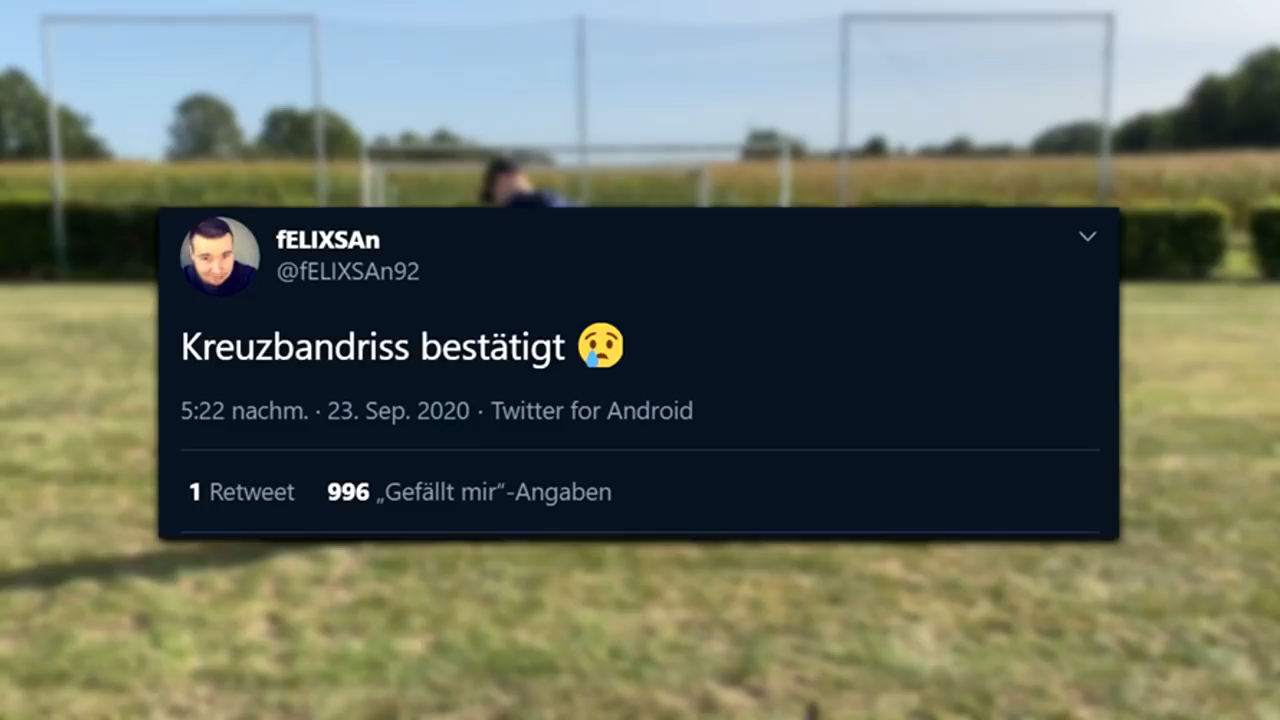 fELIXSAn
@fELIXSAn92
Kreuzbandriss bestätigt 😢
5:22 nachm. · 23. Sep. 2020 · Twitter for Android
1 Retweet 996 „Gefällt mir“-Angaben